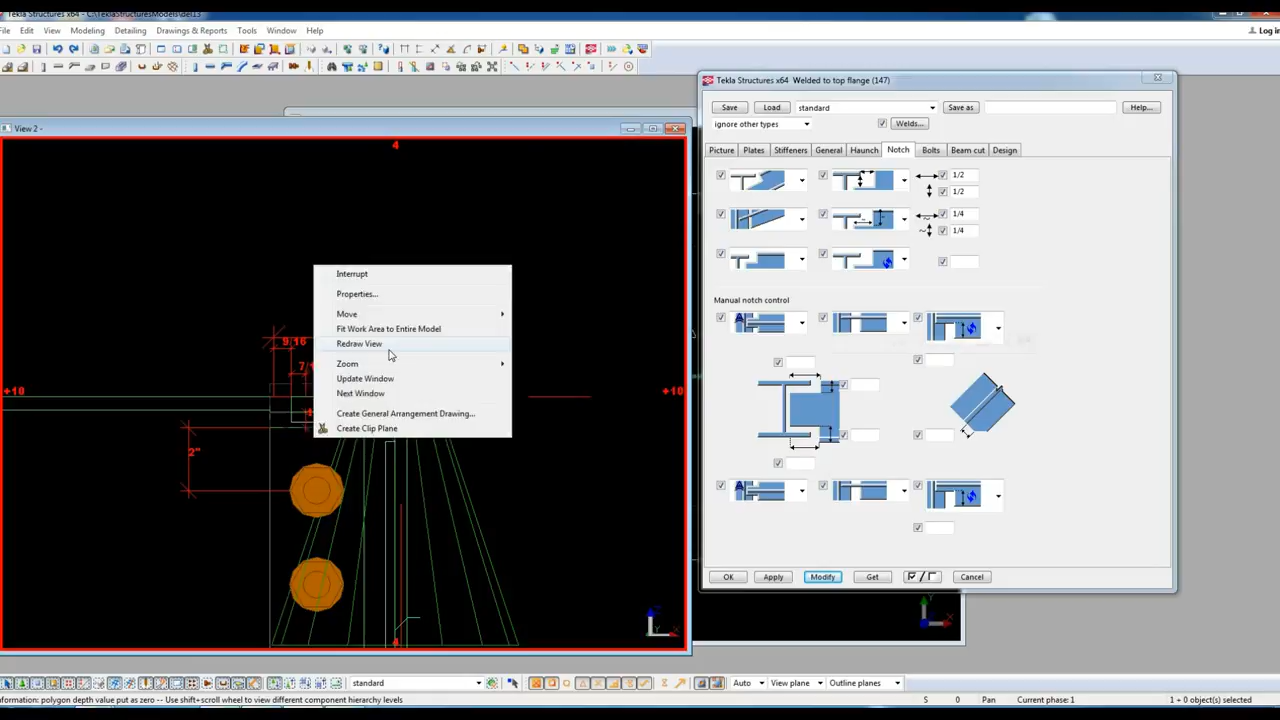 Tekla Structures x64 - C:\TeklaStructuresModels\del13
File Edit View Modeling Detailing Drawings & Reports Tools Window Help
Log in
View 2 -
4
9/16
7/
+10
+10
2"
4
Interrupt
Properties...
Move
Fit Work Area to Entire Model
Redraw View
Zoom
Update Window
Next Window
Create General Arrangement Drawing...
Create Clip Plane
Tekla Structures x64 Welded to top flange (147)
Save Load standard Save as Help...
ignore other types Welds...
Picture Plates Stiffeners General Haunch Notch Bolts Beam cut Design
1/2
1/2
1/4
1/4
Manual notch control
OK Apply Modify Get / Cancel
standard Auto View plane Outline planes
nformation: polygon depth value put as zero -- Use shift+scroll wheel to view different component hierarchy levels S 0 Pan Current phase: 1 1 + 0 object(s) selected